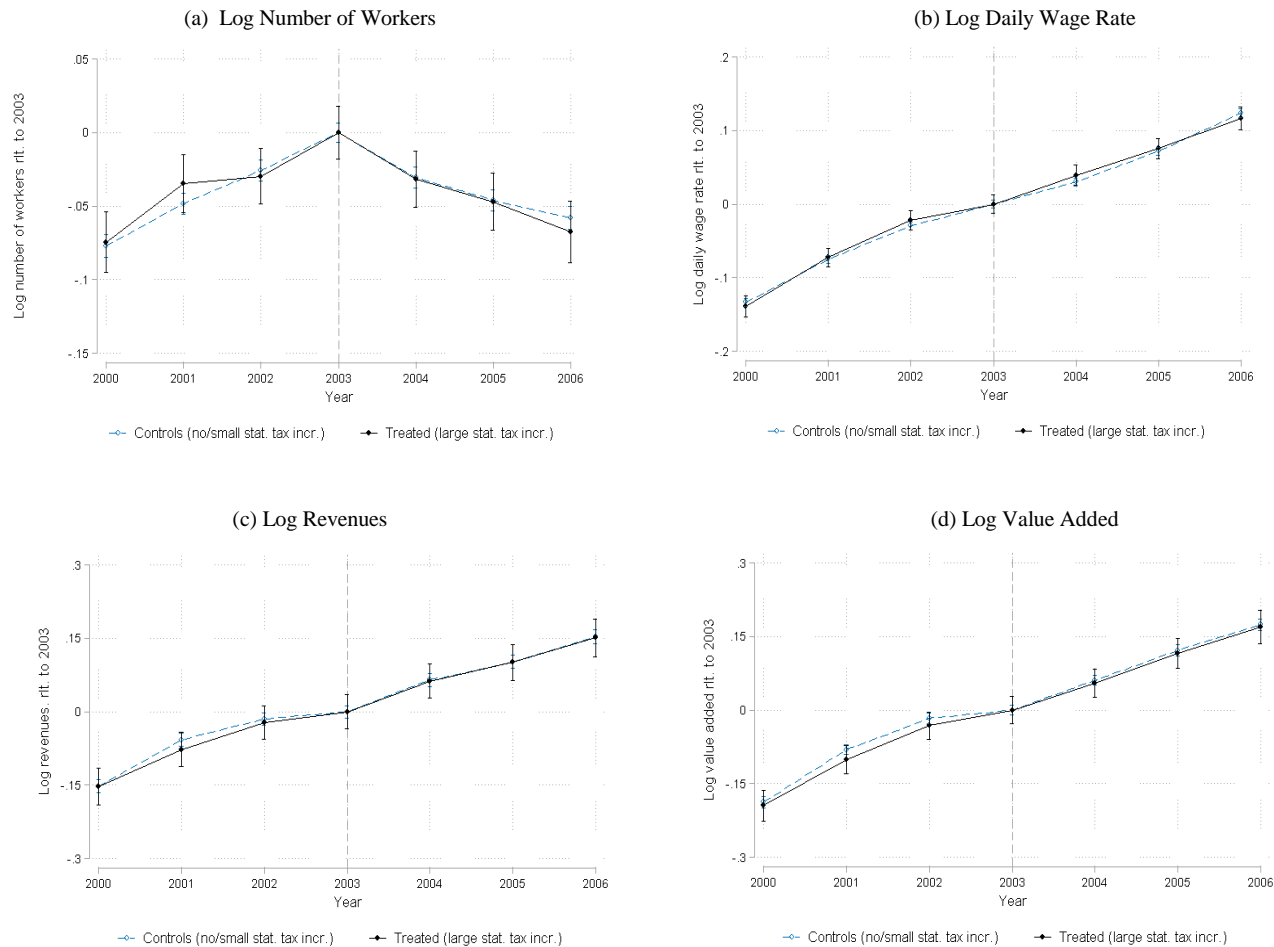 (a) Log Number of Workers
Log number of workers rlt. to 2003
.05
0
-.05
-.1
-.15
2000 2001 2002 2003 2004 2005 2006
Year
Controls (no/small stat. tax incr.) Treated (large stat. tax incr.)
(b) Log Daily Wage Rate
Log daily wage rate rlt. to 2003
.2
.1
0
-.1
-.2
2000 2001 2002 2003 2004 2005 2006
Year
Controls (no/small stat. tax incr.) Treated (large stat. tax incr.)
(c) Log Revenues
Log revenues. rlt. to 2003
.3
.15
0
-.15
-.3
2000 2001 2002 2003 2004 2005 2006
Year
Controls (no/small stat. tax incr.) Treated (large stat. tax incr.)
(d) Log Value Added
Log value added rlt. to 2003
.3
.15
0
-.15
-.3
2000 2001 2002 2003 2004 2005 2006
Year
Controls (no/small stat. tax incr.) Treated (large stat. tax incr.)